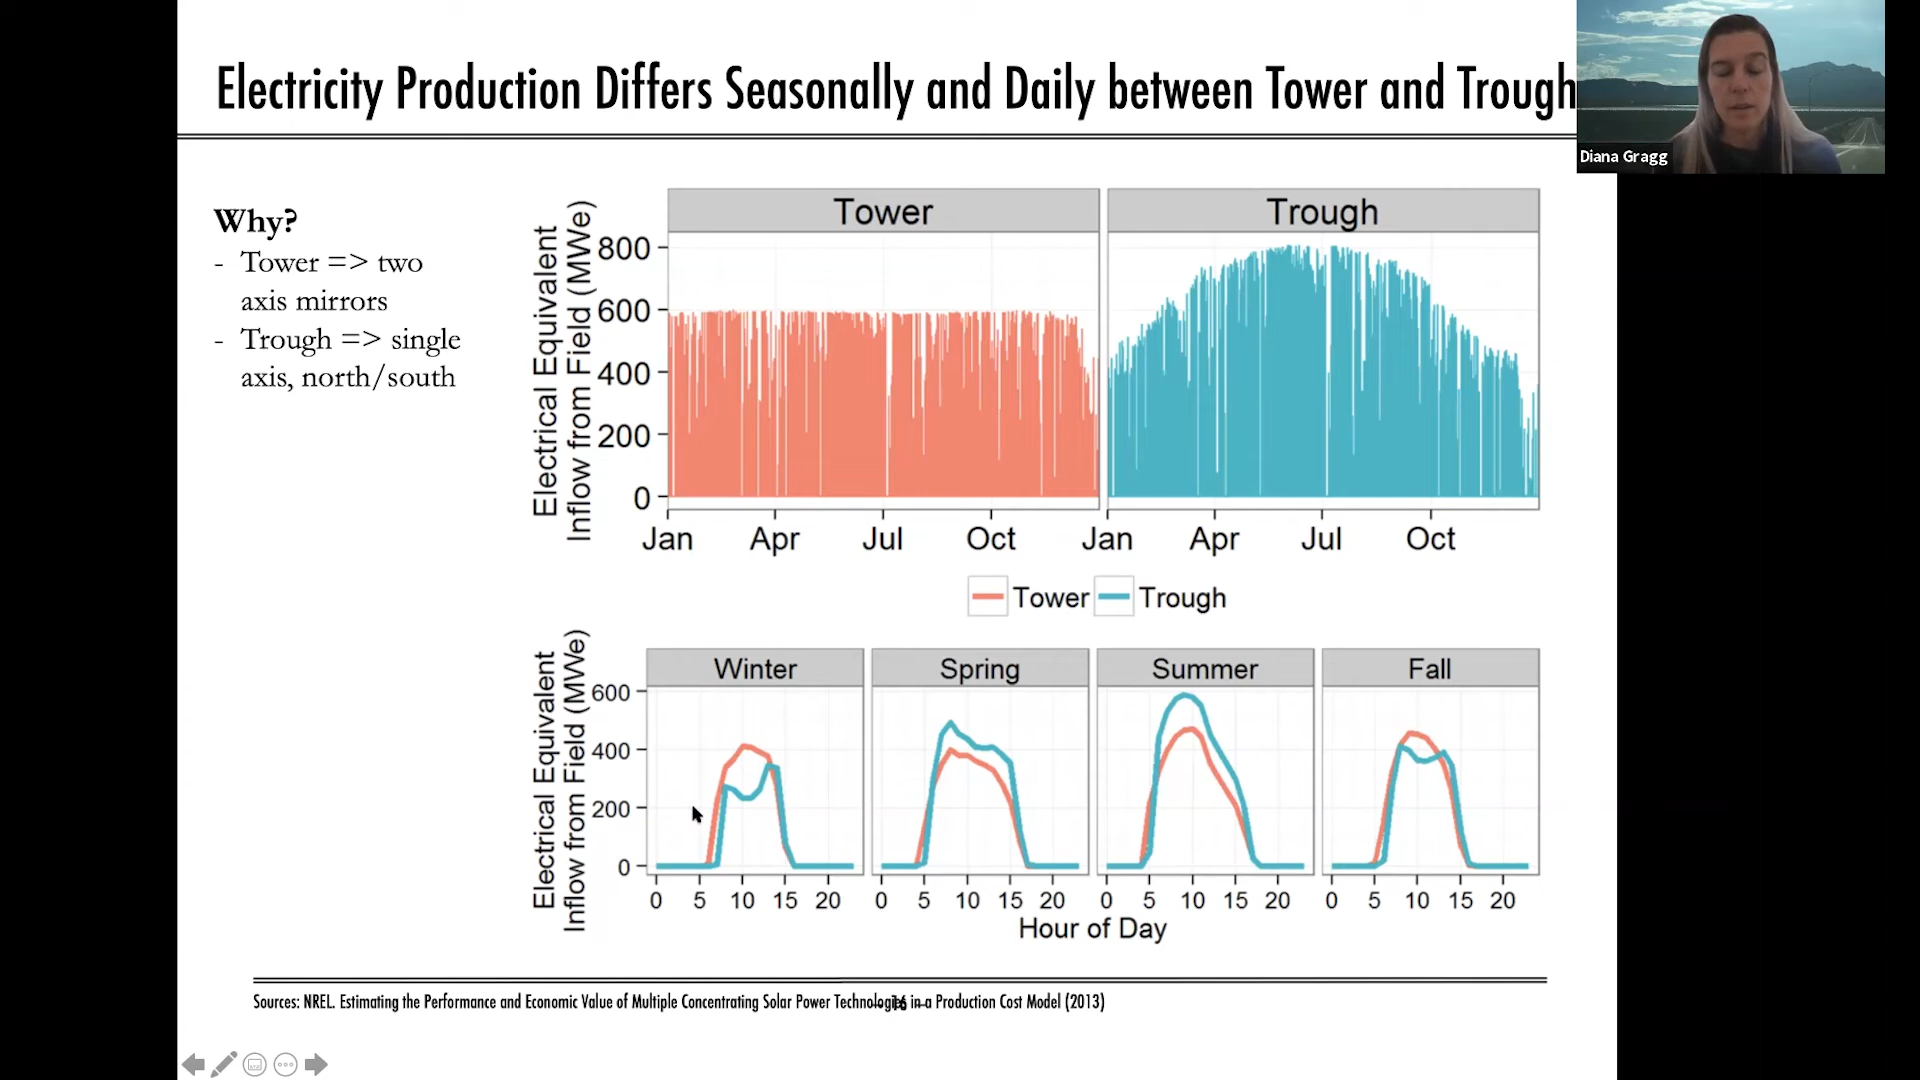 Electricity Production Differs Seasonally and Daily between Tower and Trough
Diana Gragg
Why?
- Tower => two
axis mirrors
- Trough => single
axis, north/south
Electrical Equivalent
Inflow from Field (MWe)
Tower
Trough
800
600
400
200
0
Jan Apr Jul Oct Jan Apr Jul Oct
Tower Trough
Electrical Equivalent
Inflow from Field (MWe)
Winter Spring Summer Fall
600
400
200
0
0 5 10 15 20 0 5 10 15 20 0 5 10 15 20 0 5 10 15 20
Hour of Day
Sources: NREL. Estimating the Performance and Economic Value of Multiple Concentrating Solar Power Technologies in a Production Cost Model (2013)
– 16 –